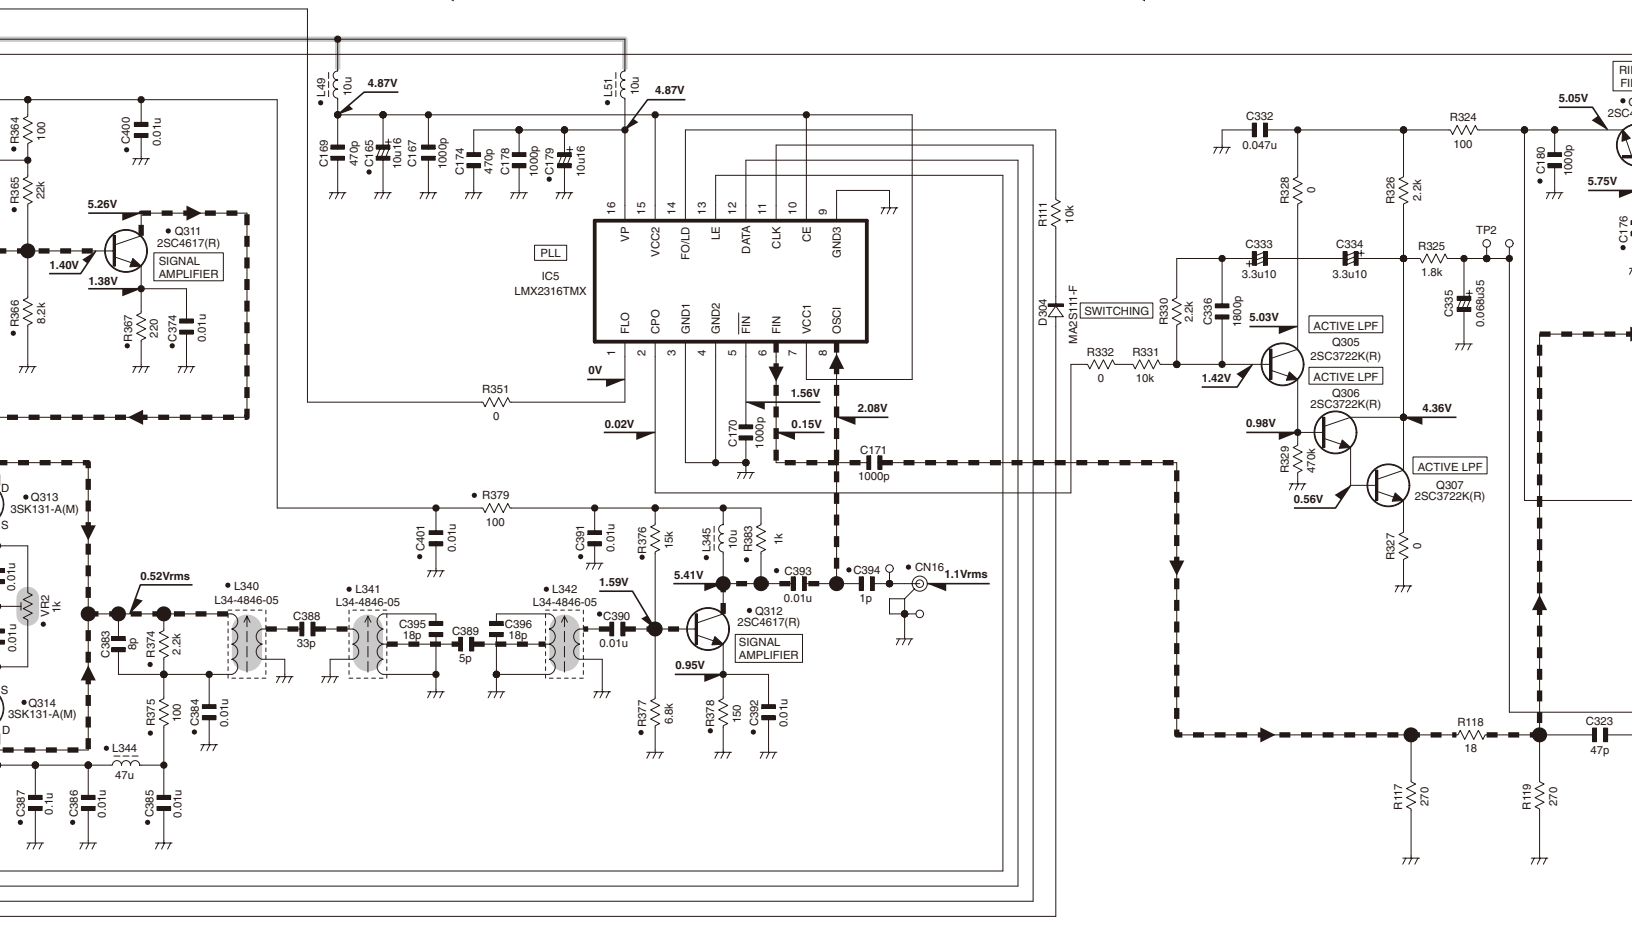 L49
10u
4.87V
L51
10u
4.87V
RI
FI
5.05V
2SC4
5.75V
C176
R364
100
C400
0.01u
C169
470p
C165
10u16
C167
1000p
C174
470p
C178
1000p
C179
10u16
C332
0.047u
R324
100
C180
1000p
R365
22k
5.26V
Q311
2SC4617(R)
SIGNAL
AMPLIFIER
1.40V
1.38V
R366
8.2k
R367
220
C374
0.01u
16 15 14 13 12 11 10 9
VP VCC2 FO/LD LE DATA CLK CE GND3
PLL
IC5
LMX2316TMX
FLO CPO GND1 GND2 FIN FIN VCC1 OSCI
1 2 3 4 5 6 7 8
R111
10k
D304
MA2S111-F
SWITCHING
R328
0
R326
2.2k
TP2
C333
3.3u10
C334
3.3u10
R325
1.8k
R330
2.2k
C336
1800p
C335
0.068u35
5.03V
ACTIVE LPF
Q305
2SC3722K(R)
R332
0
R331
10k
1.42V
ACTIVE LPF
Q306
2SC3722K(R)
0V
R351
0
1.56V
0.02V
C170
1000p
0.15V
2.08V
C171
1000p
0.98V
4.36V
R329
470k
ACTIVE LPF
Q307
2SC3722K(R)
0.56V
R327
0
D
Q313
3SK131-A(M)
S
R379
100
C401
0.01u
C391
0.01u
R376
15k
L345
10u
R383
1k
0.01u
VR2
1k
0.01u
0.52Vrms
L340
L34-4846-05
L341
L34-4846-05
L342
L34-4846-05
1.59V
5.41V
C393
0.01u
C394
1p
CN16
1.1Vrms
C383
8p
R374
2.2k
C388
33p
C395
18p
C389
5p
C396
18p
C390
0.01u
Q312
2SC4617(R)
SIGNAL
AMPLIFIER
0.95V
S
Q314
3SK131-A(M)
D
R375
100
C384
0.01u
R377
6.8k
R378
150
C392
0.01u
R118
18
C323
47p
L344
47u
C387
0.1u
C386
0.01u
C385
0.01u
R117
270
R119
270